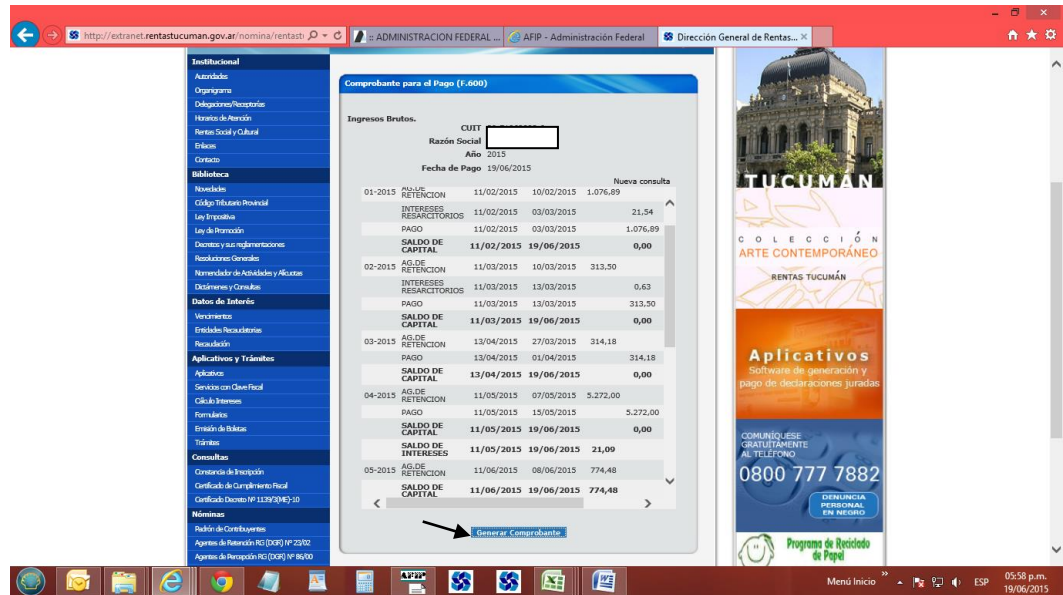 http://extranet.rentastucuman.gov.ar/nomina/rentast
:: ADMINISTRACION FEDERAL ...
AFIP - Administración Federal
Dirección General de Rentas...
Institucional
Autoridades
Organigrama
Delegaciones/Receptorías
Horarios de Atención
Rentas Social y Cultural
Enlaces
Contacto
Biblioteca
Novedades
Código Tributario Provincial
Ley Impositiva
Ley de Promoción
Decretos y sus reglamentaciones
Resoluciones Generales
Nomenclador de Actividades y Alícuotas
Dictámenes y Consultas
Datos de Interés
Vencimientos
Entidades Recaudatorias
Recaudación
Aplicativos y Trámites
Aplicativos
Servicios con Clave Fiscal
Cálculo Intereses
Formularios
Emisión de Boletas
Trámites
Consultas
Constancia de Inscripción
Certificado de Cumplimiento Fiscal
Certificado Decreto Nº 1139/3(ME)-10
Nóminas
Padrón de Contribuyentes
Agentes de Retención RG (DGR) Nº 23/02
Agentes de Percepción RG (DGR) Nº 86/00
Comprobante para el Pago (F.600)
Ingresos Brutos.
CUIT
Razón Social
Año 2015
Fecha de Pago 19/06/2015
Nueva consulta
01-2015 AG.DE RETENCION 11/02/2015 10/02/2015 1.076,89
INTERESES RESARCITORIOS 11/02/2015 03/03/2015 21,54
PAGO 11/02/2015 03/03/2015 1.076,89
SALDO DE CAPITAL 11/02/2015 19/06/2015 0,00
02-2015 AG.DE RETENCION 11/03/2015 10/03/2015 313,50
INTERESES RESARCITORIOS 11/03/2015 13/03/2015 0,63
PAGO 11/03/2015 13/03/2015 313,50
SALDO DE CAPITAL 11/03/2015 19/06/2015 0,00
03-2015 AG.DE RETENCION 13/04/2015 27/03/2015 314,18
PAGO 13/04/2015 01/04/2015 314,18
SALDO DE CAPITAL 13/04/2015 19/06/2015 0,00
04-2015 AG.DE RETENCION 11/05/2015 07/05/2015 5.272,00
PAGO 11/05/2015 15/05/2015 5.272,00
SALDO DE CAPITAL 11/05/2015 19/06/2015 0,00
SALDO DE INTERESES 11/05/2015 19/06/2015 21,09
05-2015 AG.DE RETENCION 11/06/2015 08/06/2015 774,48
SALDO DE CAPITAL 11/06/2015 19/06/2015 774,48
Generar Comprobante
TUCUMÁN
COLECCIÓN
ARTE CONTEMPORÁNEO
RENTAS TUCUMÁN
Aplicativos
Software de generación y
pago de declaraciones juradas
COMUNÍQUESE
GRATUITAMENTE
AL TELÉFONO
0800 777 7882
DENUNCIA
PERSONAL
EN NEGRO
Programa de Reciclado
de Papel
AFIP
Menú Inicio
ESP
05:58 p.m.
19/06/2015